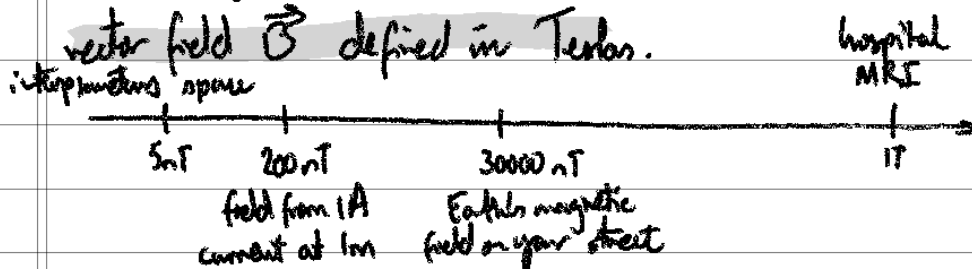 vector field B⃗ defined in Teslas.
hospital
MRI
interplanetary space
5nT 200nT 30000nT 1T
field from 1A
current at 1m
Earth's magnetic
field on your street